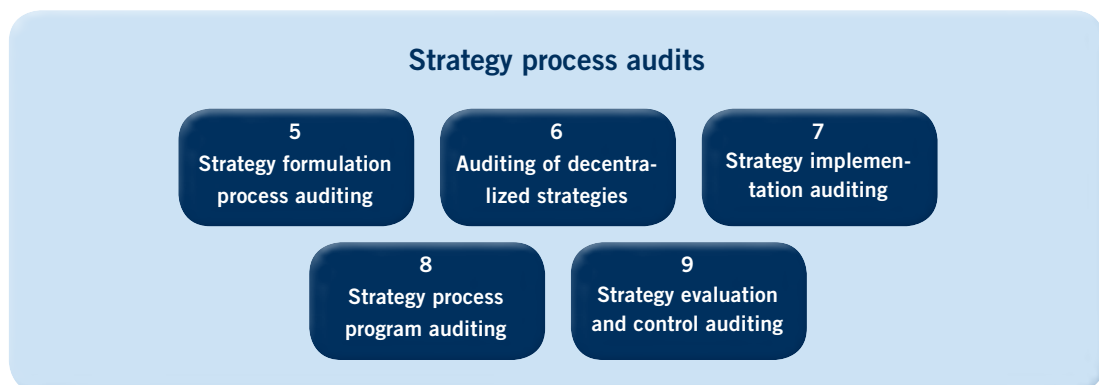 Strategy process audits
5
Strategy formulation
process auditing
6
Auditing of decentra-
lized strategies
7
Strategy implemen-
tation auditing
8
Strategy process
program auditing
9
Strategy evaluation
and control auditing